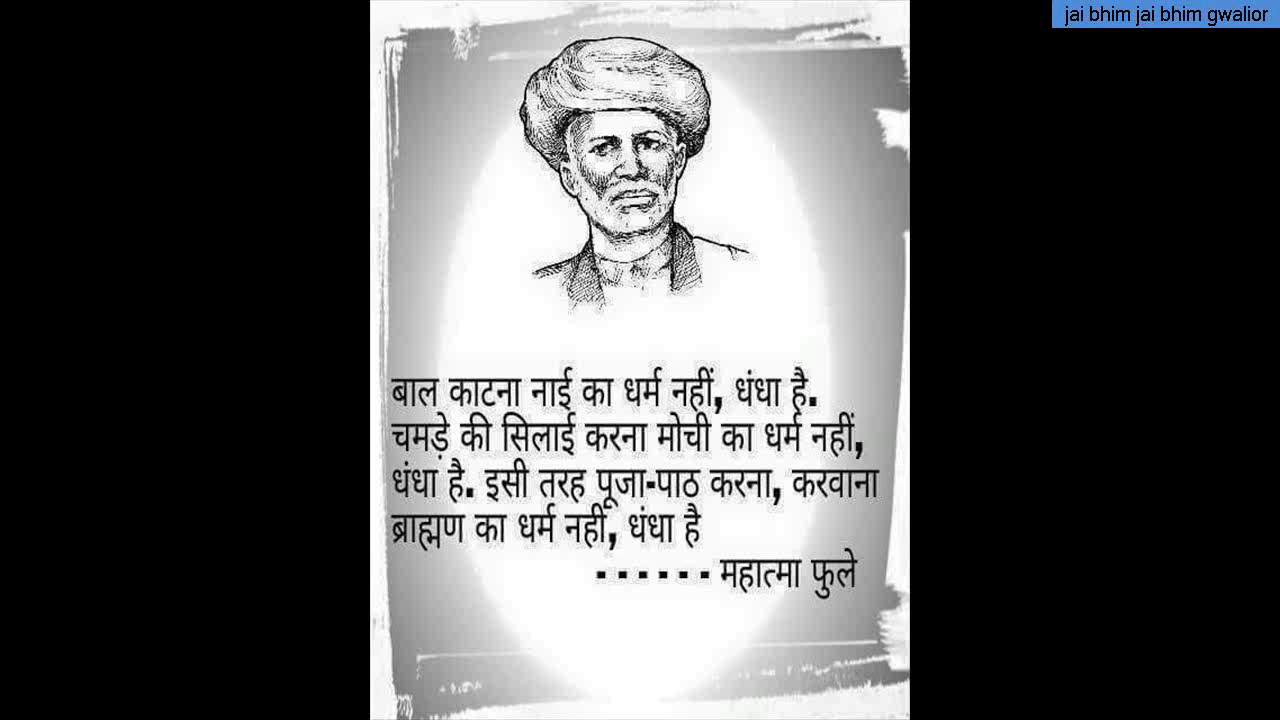 jai bhim jai bhim gwalior
बाल काटना नाई का धर्म नहीं, धंधा है.
चमड़े की सिलाई करना मोची का धर्म नहीं,
धंधा है. इसी तरह पूजा-पाठ करना, करवाना
ब्राह्मण का धर्म नहीं, धंधा है
. . . . . . महात्मा फुले